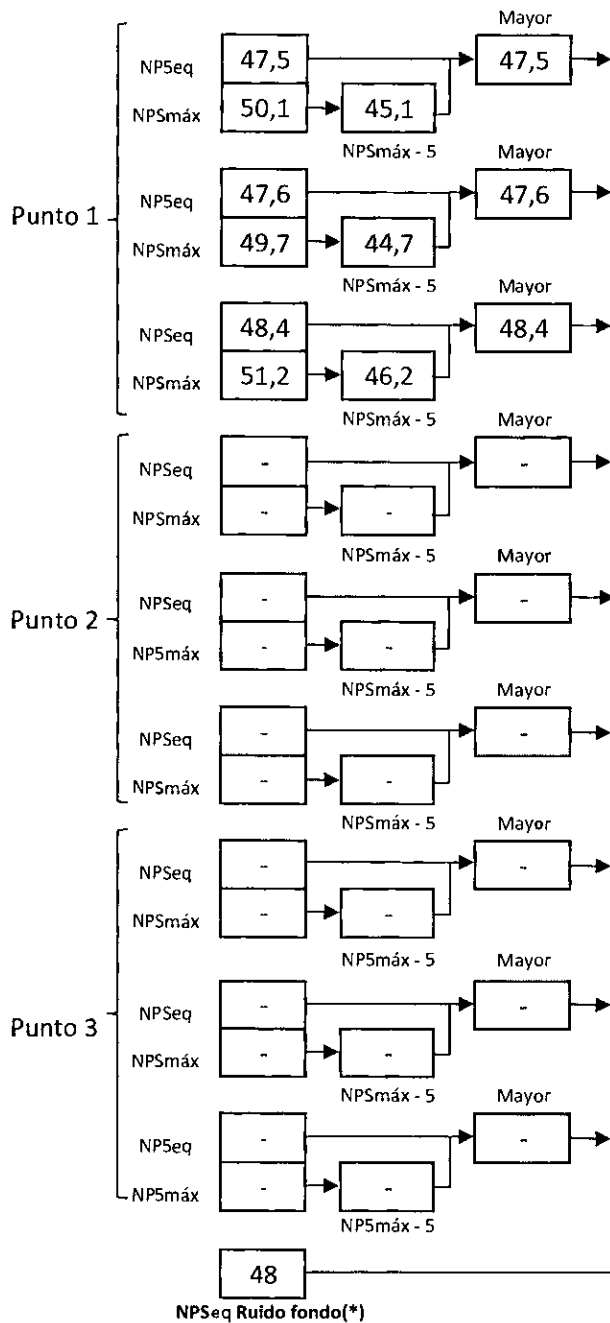 Mayor
NP5eq 47,5 47,5
NPSmáx 50,1 45,1
NPSmáx - 5
Punto 1
Mayor
NP5eq 47,6 47,6
NPSmáx 49,7 44,7
NPSmáx - 5
Mayor
NPSeq 48,4 48,4
NPSmáx 51,2 46,2
NPSmáx - 5
Mayor
NPSeq - -
NPSmáx - -
NPSmáx - 5
Punto 2
Mayor
NPSeq - -
NP5máx - -
NPSmáx - 5
Mayor
NPSeq - -
NPSmáx - -
NPSmáx - 5
Mayor
NPSeq - -
NPSmáx - -
NP5máx - 5
Punto 3
Mayor
NPSeq - -
NPSmáx - -
NPSmáx - 5
Mayor
NP5eq - -
NP5máx - -
NP5máx - 5
48
NPSeq Ruido fondo(*)